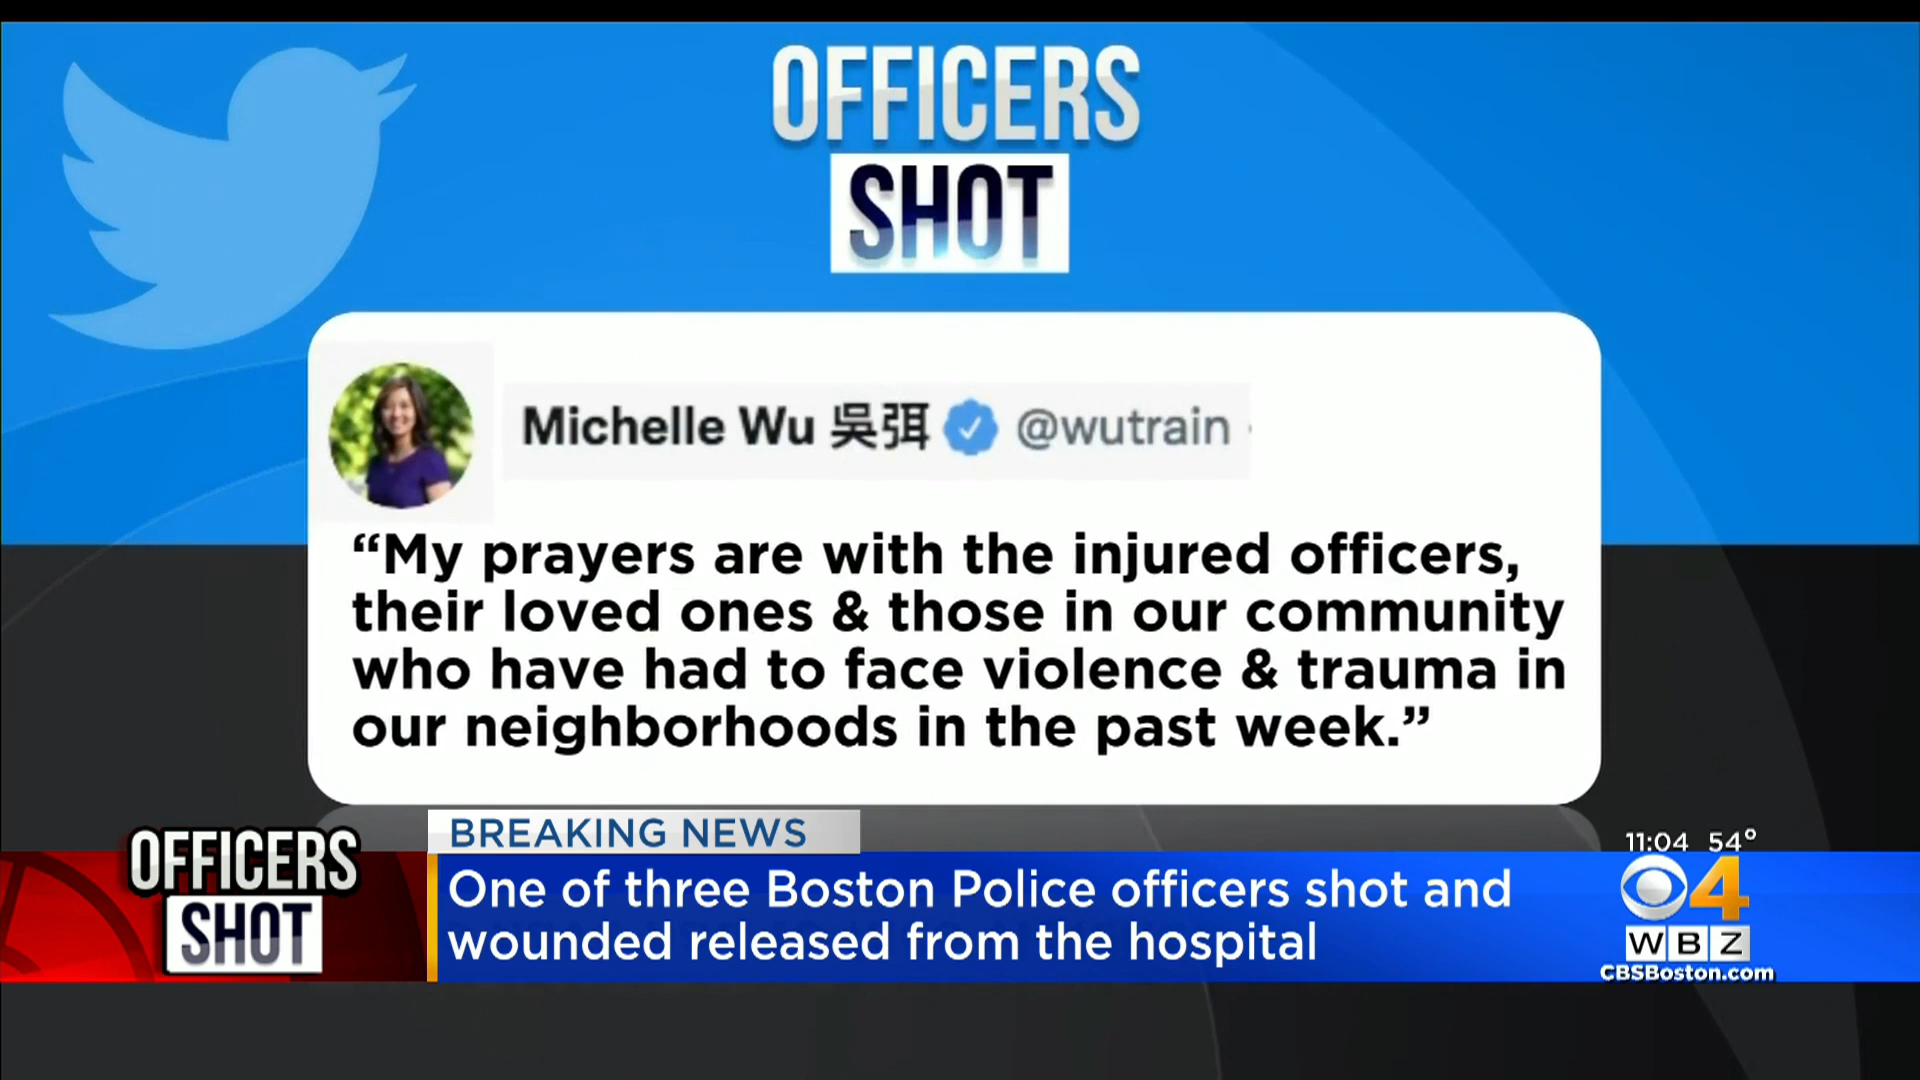 OFFICERS
SHOT
Michelle Wu 吳弭 @wutrain
“My prayers are with the injured officers,
their loved ones & those in our community
who have had to face violence & trauma in
our neighborhoods in the past week.”
OFFICERS
SHOT
BREAKING NEWS
One of three Boston Police officers shot and
wounded released from the hospital
11:04 54°
4
WBZ
CBSBoston.com